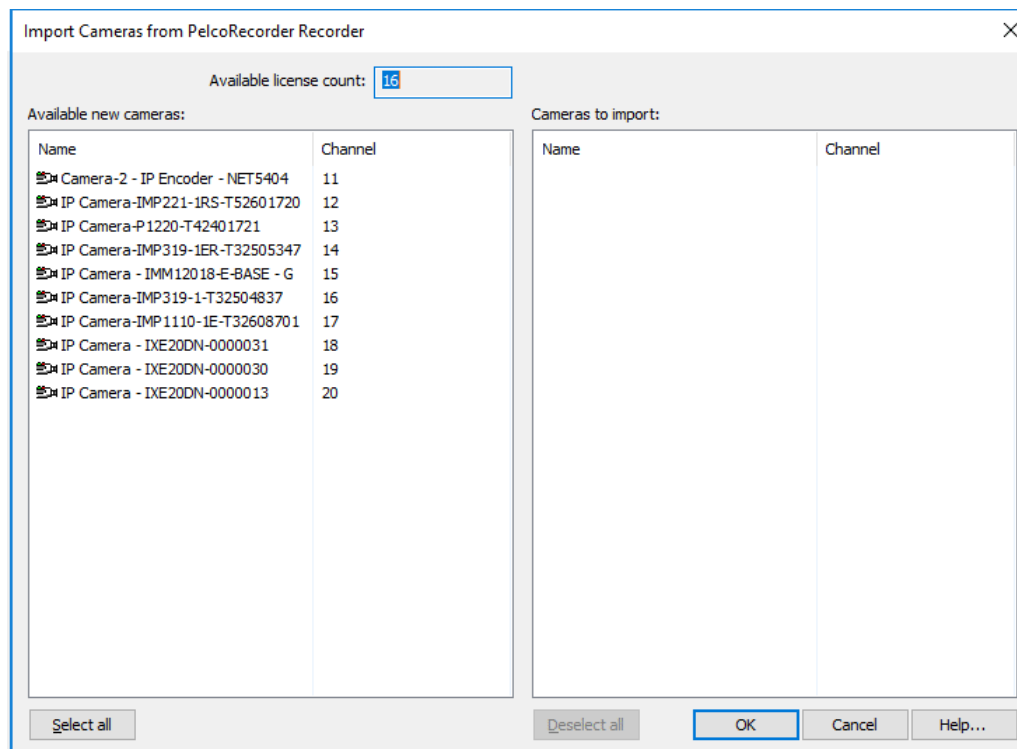 Import Cameras from PelcoRecorder Recorder
Available license count: 16
Available new cameras:
Name Channel
Camera-2 - IP Encoder - NET5404 11
IP Camera-IMP221-1RS-T52601720 12
IP Camera-P1220-T42401721 13
IP Camera-IMP319-1ER-T32505347 14
IP Camera - IMM12018-E-BASE - G 15
IP Camera-IMP319-1-T32504837 16
IP Camera-IMP1110-1E-T32608701 17
IP Camera - IXE20DN-0000031 18
IP Camera - IXE20DN-0000030 19
IP Camera - IXE20DN-0000013 20
Select all
Cameras to import:
Name Channel
Deselect all OK Cancel Help...